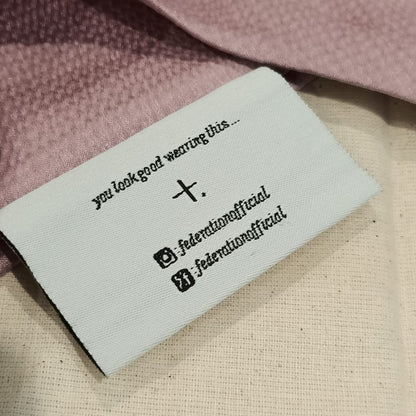 you look good wearing this...
+.
:federationofficial
:federationofficial